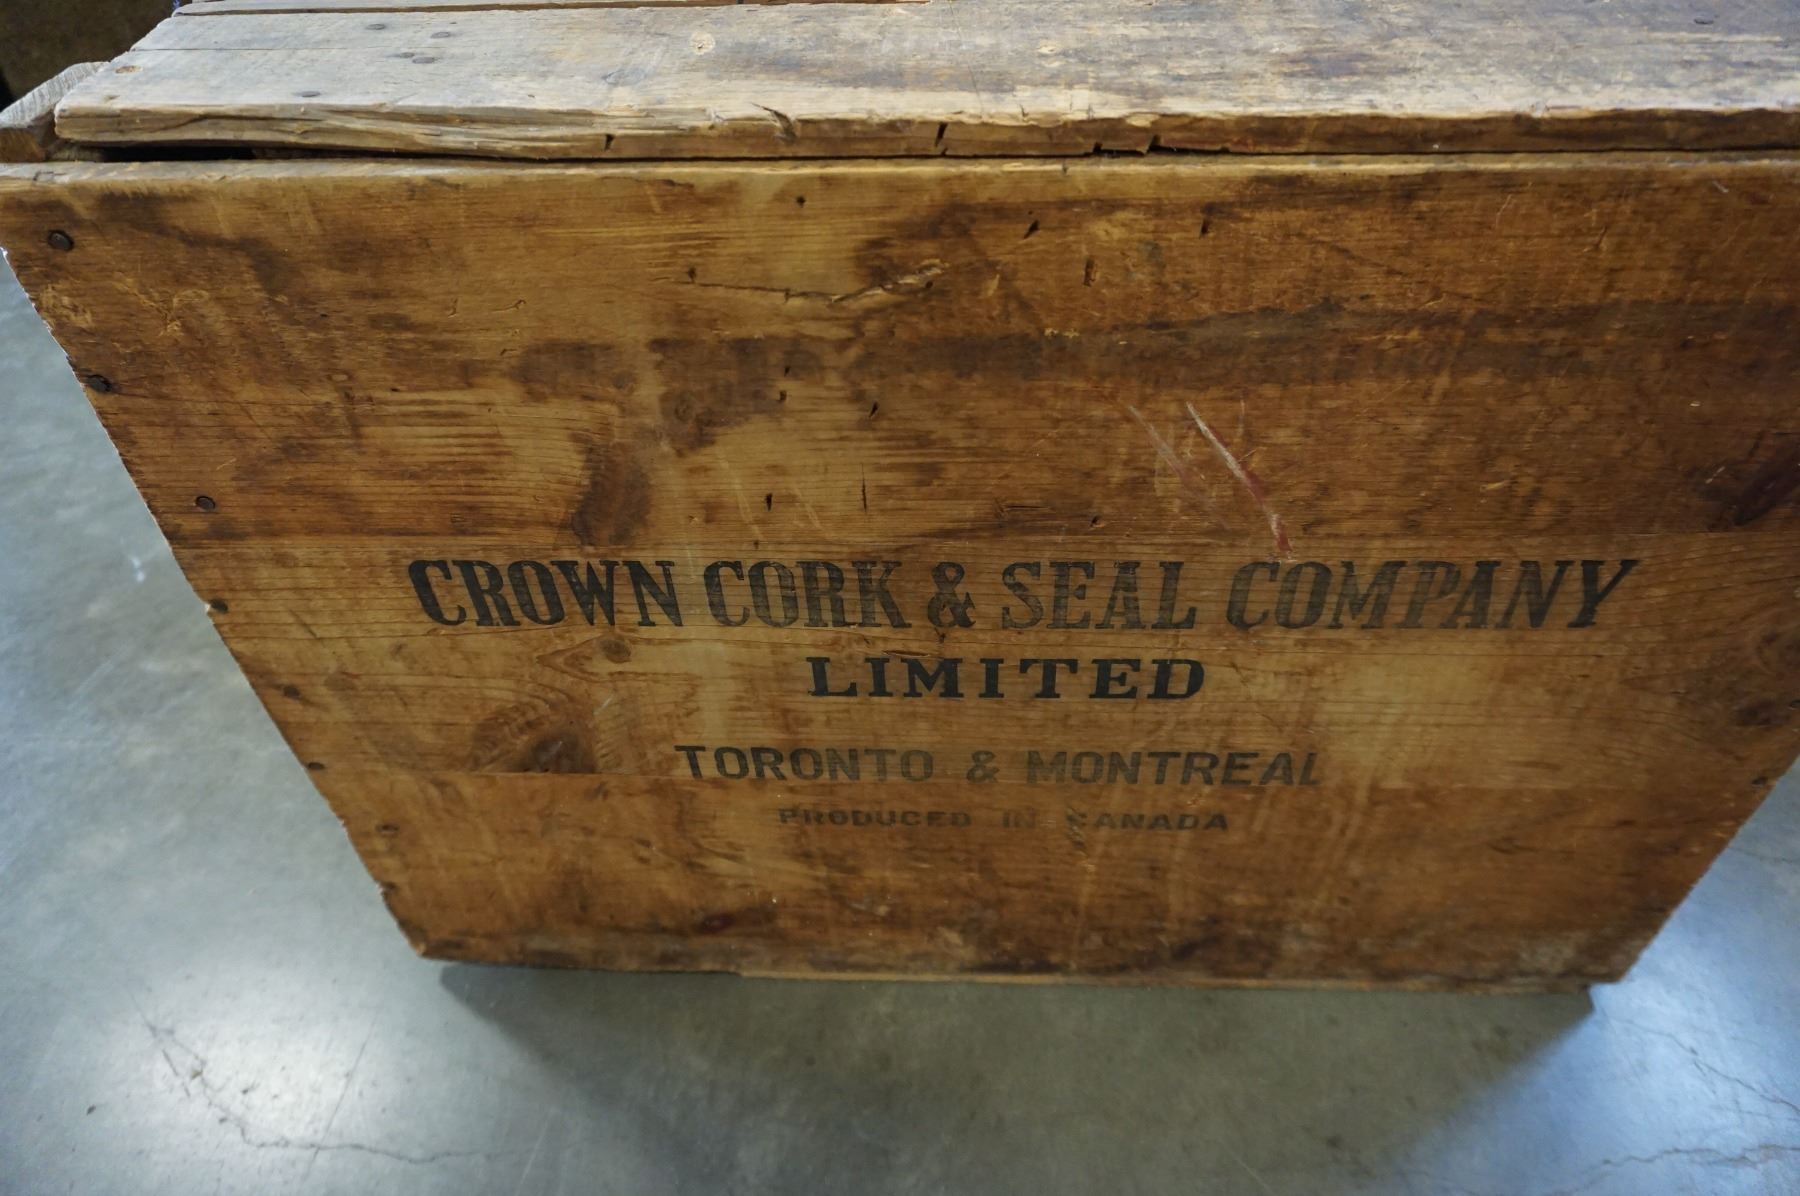 CROWN CORK & SEAL COMPANY
LIMITED
TORONTO & MONTREAL
PRODUCED IN CANADA